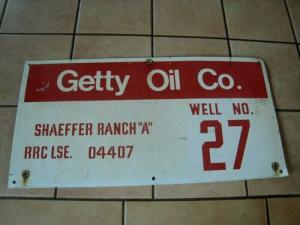 Getty Oil Co.
WELL NO.
SHAEFFER RANCH "A"
27
RRC LSE. 04407